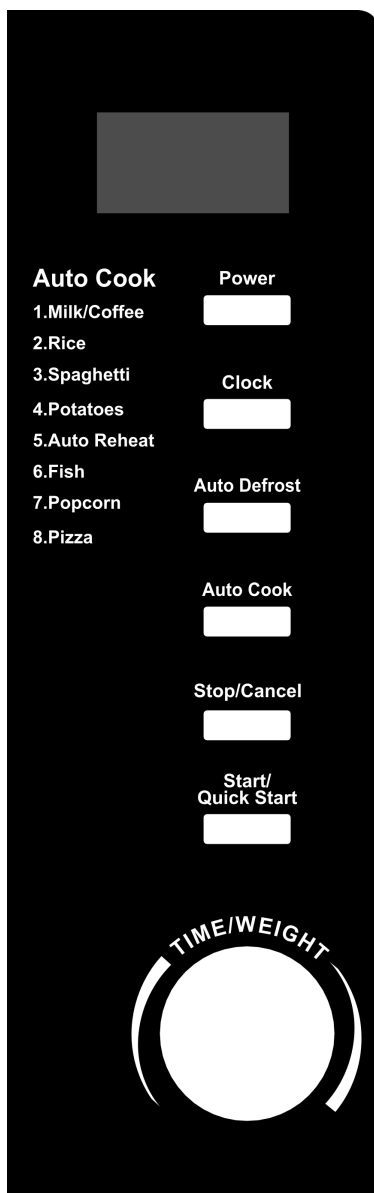 Auto Cook
1.Milk/Coffee
2.Rice
3.Spaghetti
4.Potatoes
5.Auto Reheat
6.Fish
7.Popcorn
8.Pizza
Power
Clock
Auto Defrost
Auto Cook
Stop/Cancel
Start/
Quick Start
TIME/WEIGHT